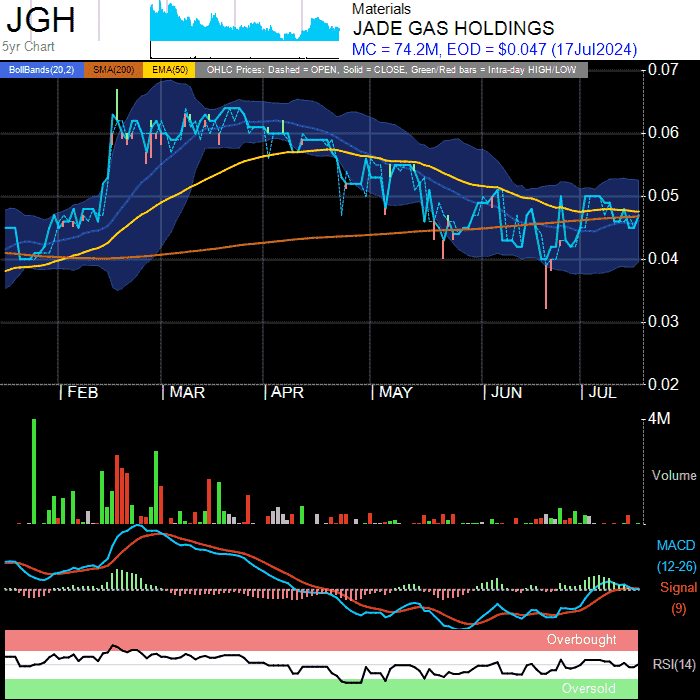 JGH
5yr Chart
Materials
JADE GAS HOLDINGS
MC = 74.2M, EOD = $0.047 (17Jul2024)
BollBands(20,2) SMA(200) EMA(50) OHLC Prices: Dashed = OPEN, Solid = CLOSE, Green/Red bars = Intra-day HIGH/LOW
0.07
0.06
0.05
0.04
0.03
0.02
FEB MAR APR MAY JUN JUL
4M
Volume
MACD
(12-26)
Signal
(9)
Overbought
RSI(14)
Oversold